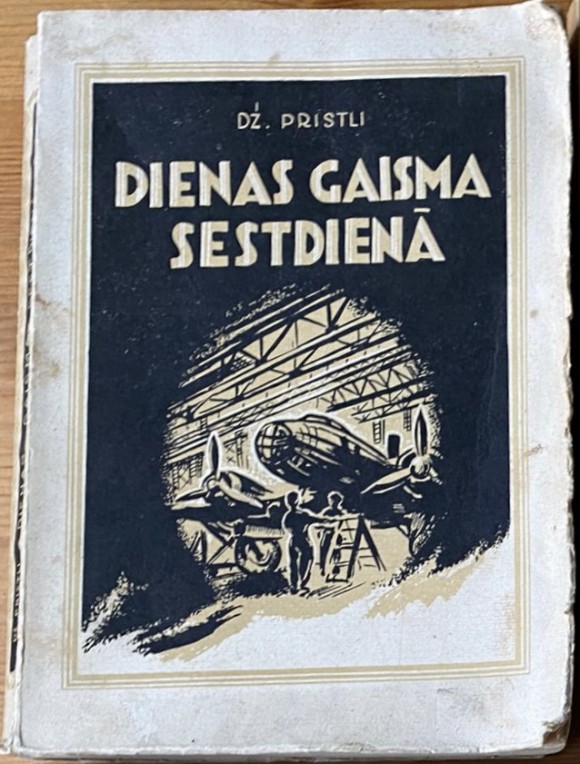 DŽ. PRISTLI
DIENAS GAISMA
SESTDIENĀ